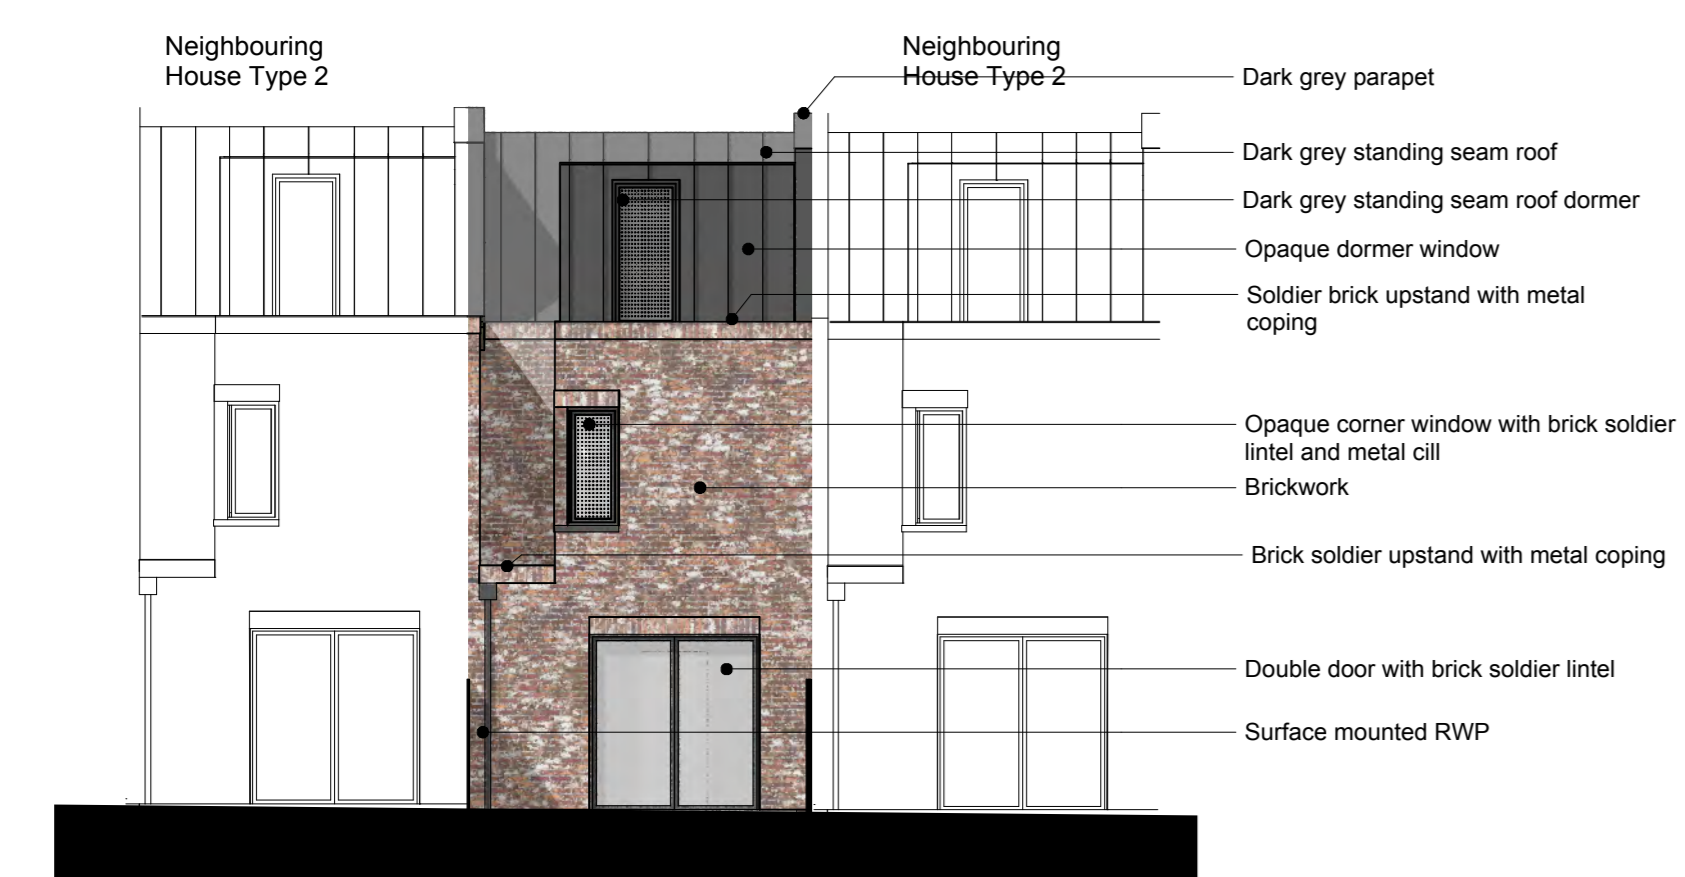 Neighbouring
House Type 2
Neighbouring
House Type 2
Dark grey parapet
Dark grey standing seam roof
Dark grey standing seam roof dormer
Opaque dormer window
Soldier brick upstand with metal
coping
Opaque corner window with brick soldier
lintel and metal cill
Brickwork
Brick soldier upstand with metal coping
Double door with brick soldier lintel
Surface mounted RWP